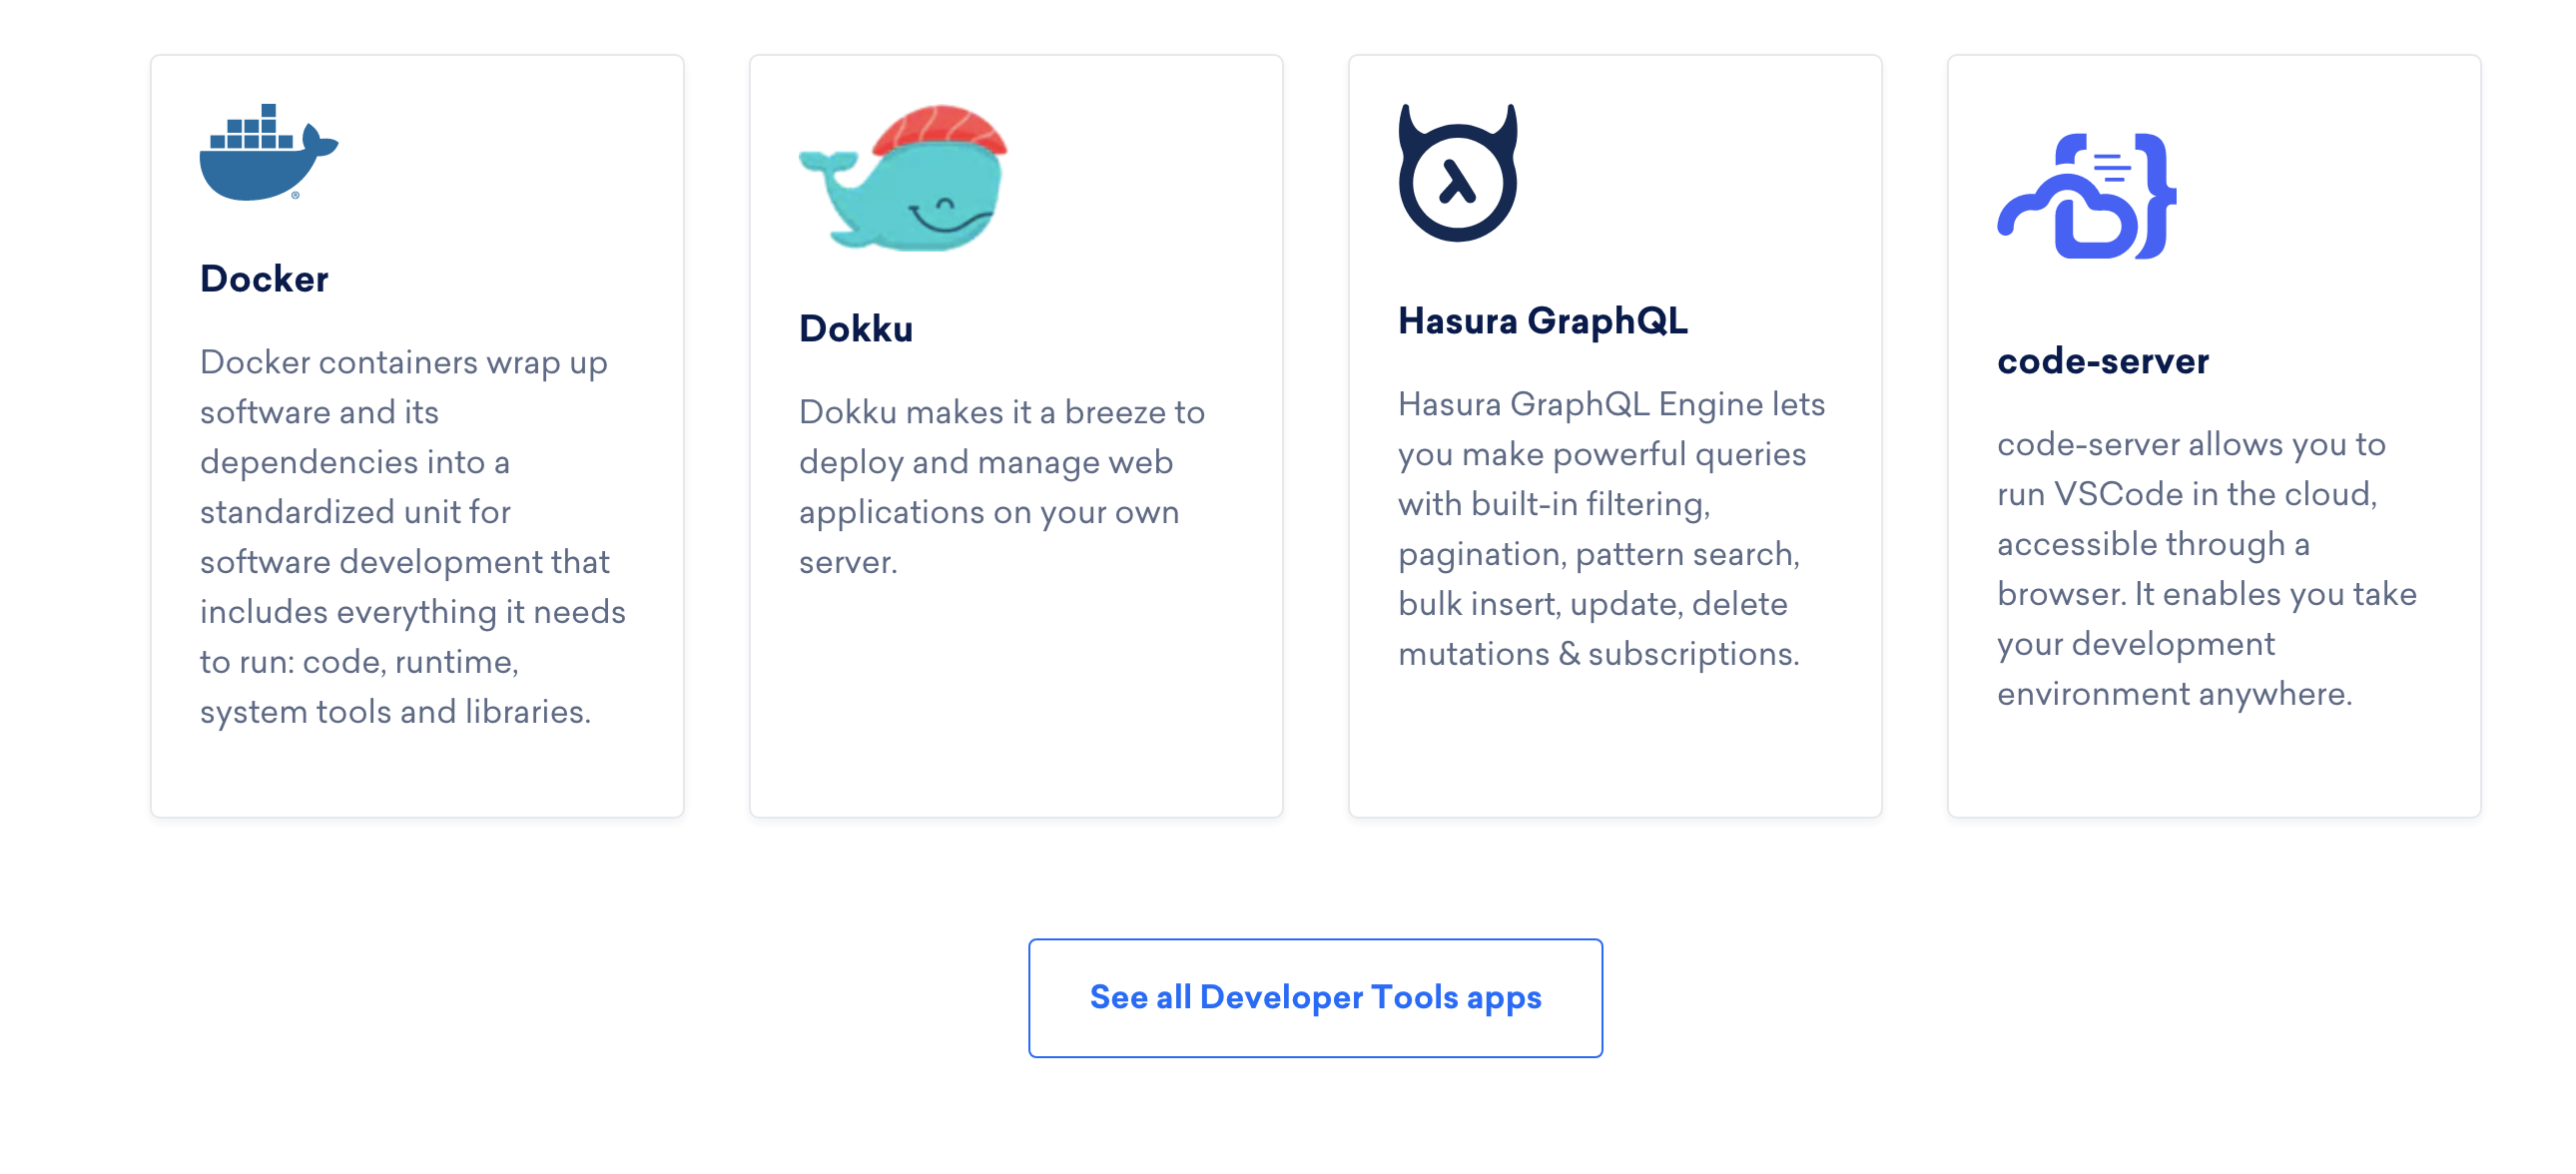 Docker
Docker containers wrap up
software and its
dependencies into a
standardized unit for
software development that
includes everything it needs
to run: code, runtime,
system tools and libraries.
Dokku
Dokku makes it a breeze to
deploy and manage web
applications on your own
server.
Hasura GraphQL
Hasura GraphQL Engine lets
you make powerful queries
with built-in filtering,
pagination, pattern search,
bulk insert, update, delete
mutations & subscriptions.
code-server
code-server allows you to
run VSCode in the cloud,
accessible through a
browser. It enables you take
your development
environment anywhere.
See all Developer Tools apps